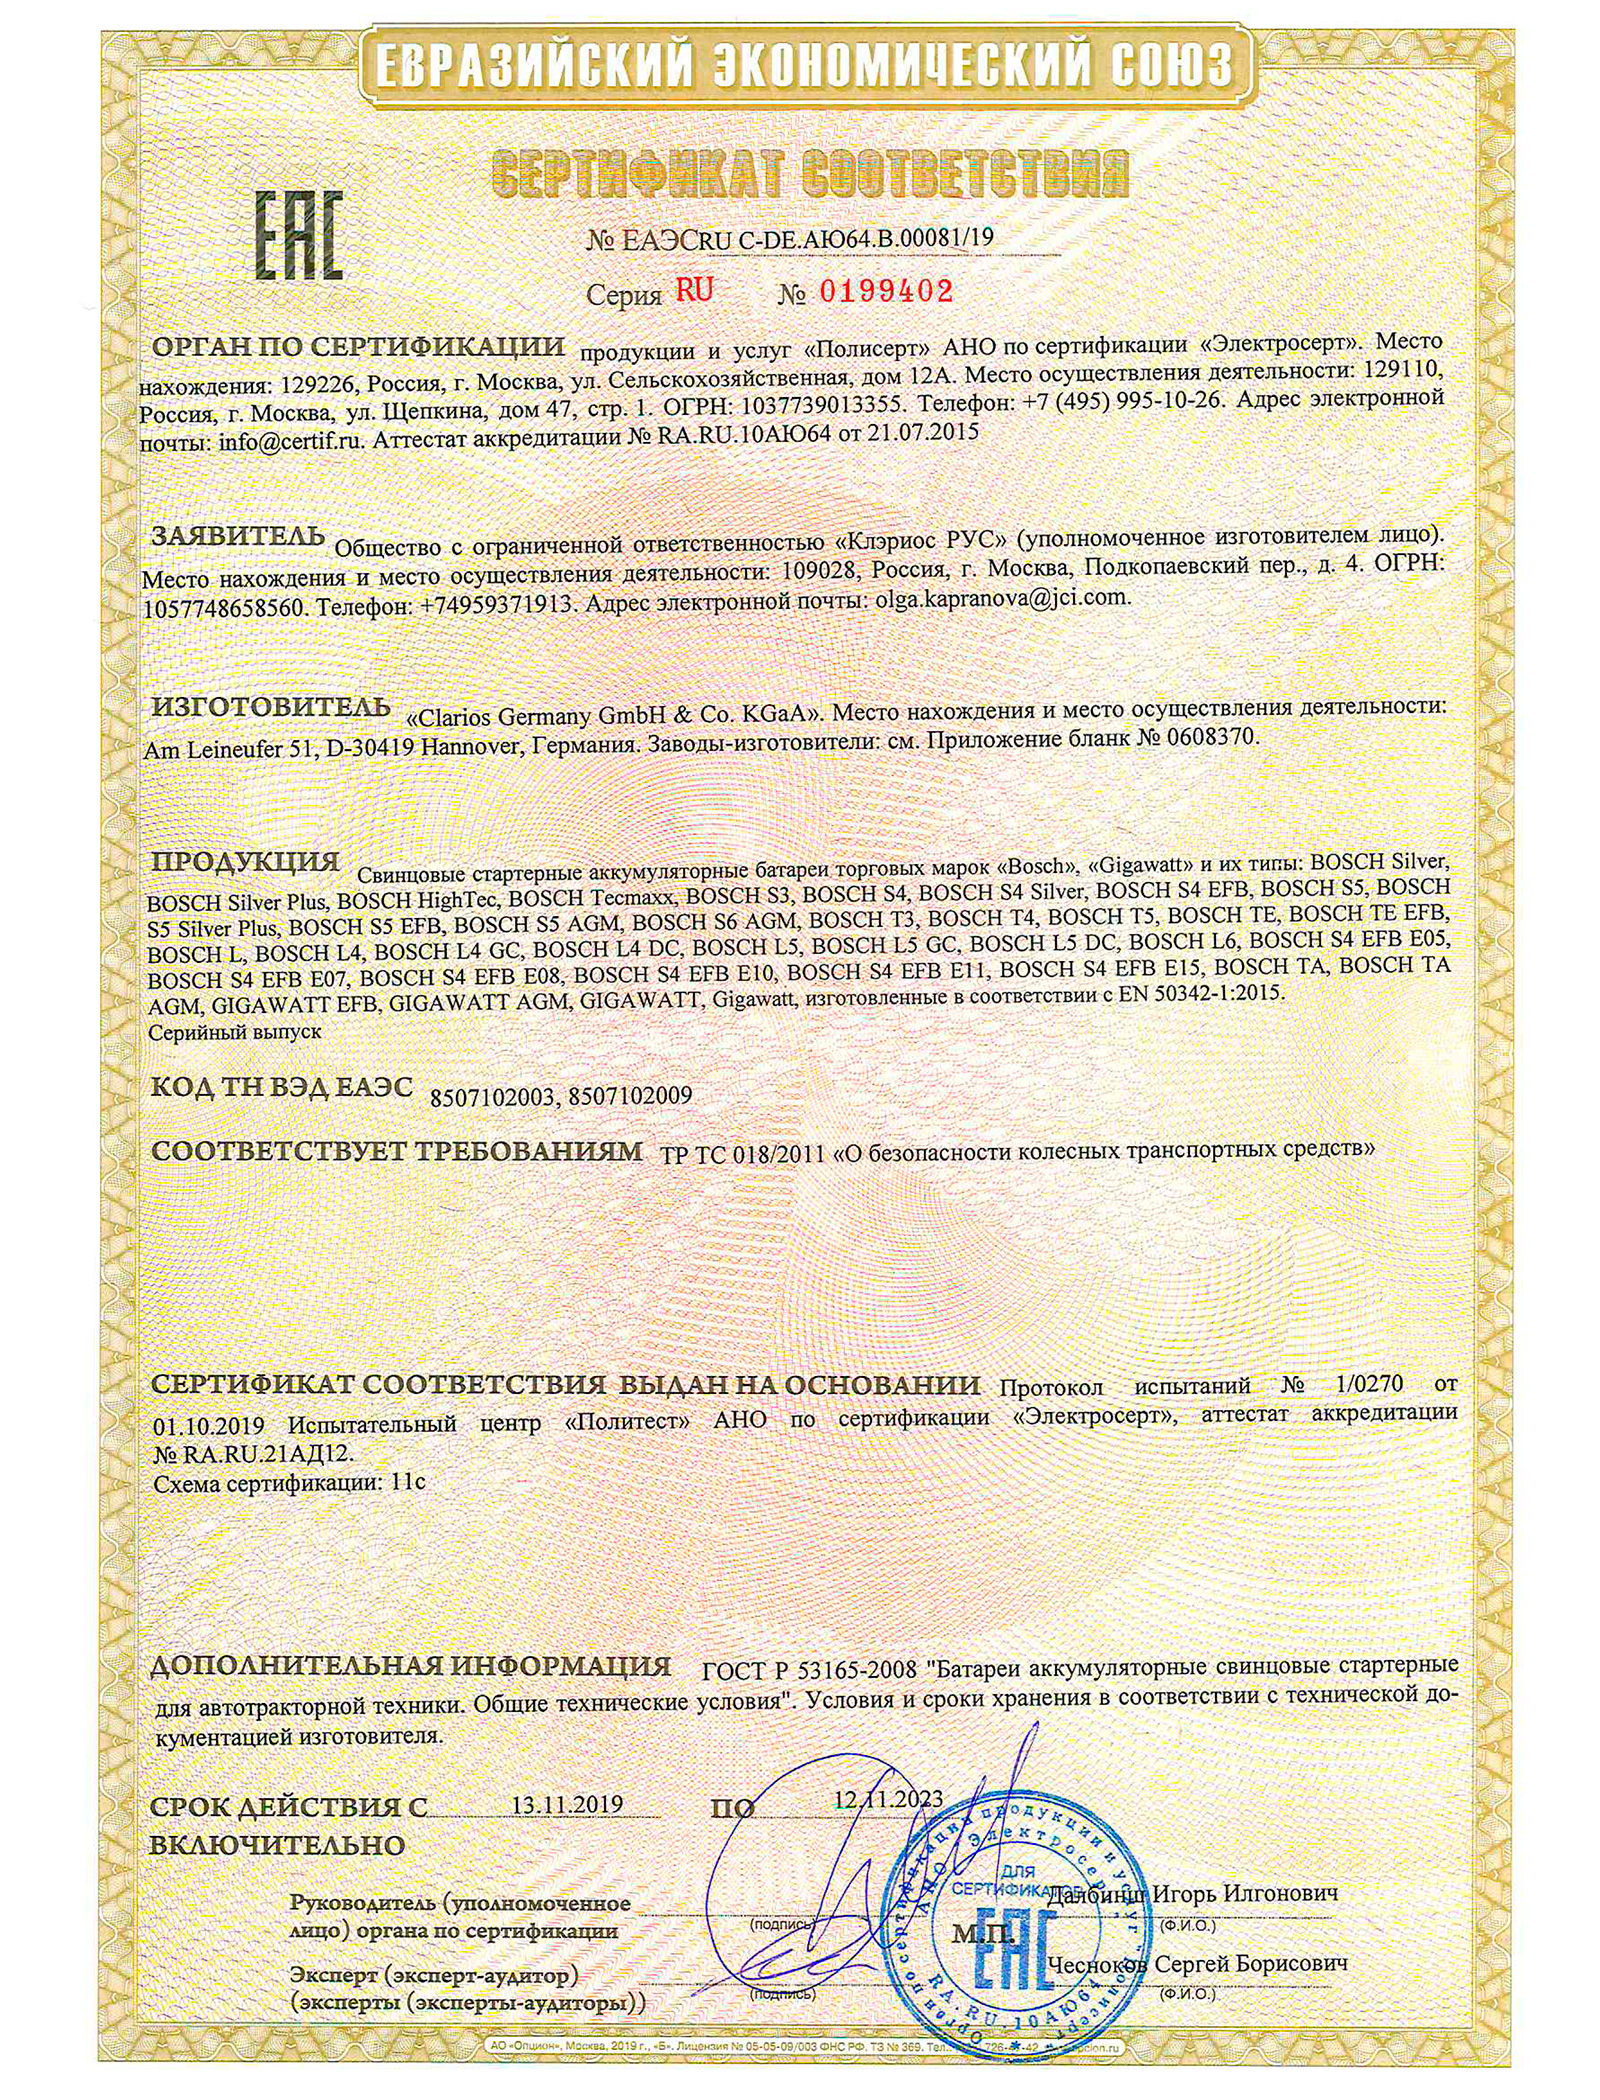 ЕВРАЗИЙСКИЙ ЭКОНОМИЧЕСКИЙ СОЮЗ
СЕРТИФИКАТ СООТВЕТСТВИЯ
ЕАС
№ ЕАЭС RU С-DE.АЮ64.В.00081/19
Серия RU № 0199402
ОРГАН ПО СЕРТИФИКАЦИИ продукции и услуг «Полисерт» АНО по сертификации «Электросерт». Место
нахождения: 129226, Россия, г. Москва, ул. Сельскохозяйственная, дом 12А. Место осуществления деятельности: 129110,
Россия, г. Москва, ул. Щепкина, дом 47, стр. 1. ОГРН: 1037739013355. Телефон: +7 (495) 995-10-26. Адрес электронной
почты: info@certif.ru. Аттестат аккредитации № RA.RU.10АЮ64 от 21.07.2015
ЗАЯВИТЕЛЬ Общество с ограниченной ответственностью «Клэриос РУС» (уполномоченное изготовителем лицо).
Место нахождения и место осуществления деятельности: 109028, Россия, г. Москва, Подкопаевский пер., д. 4. ОГРН:
1057748658560. Телефон: +74959371913. Адрес электронной почты: olga.kapranova@jci.com.
ИЗГОТОВИТЕЛЬ «Clarios Germany GmbH & Co. KGaA». Место нахождения и место осуществления деятельности:
Am Leineufer 51, D-30419 Hannover, Германия. Заводы-изготовители: см. Приложение бланк № 0608370.
ПРОДУКЦИЯ Свинцовые стартерные аккумуляторные батареи торговых марок «Bosch», «Gigawatt» и их типы: BOSCH Silver,
BOSCH Silver Plus, BOSCH HighTec, BOSCH Tecmaxx, BOSCH S3, BOSCH S4, BOSCH S4 Silver, BOSCH S4 EFB, BOSCH S5, BOSCH
S5 Silver Plus, BOSCH S5 EFB, BOSCH S5 AGM, BOSCH S6 AGM, BOSCH T3, BOSCH T4, BOSCH T5, BOSCH TE, BOSCH TE EFB,
BOSCH L, BOSCH L4, BOSCH L4 GC, BOSCH L4 DC, BOSCH L5, BOSCH L5 GC, BOSCH L5 DC, BOSCH L6, BOSCH S4 EFB E05,
BOSCH S4 EFB E07, BOSCH S4 EFB E08, BOSCH S4 EFB E10, BOSCH S4 EFB E11, BOSCH S4 EFB E15, BOSCH TA, BOSCH TA
AGM, GIGAWATT EFB, GIGAWATT AGM, GIGAWATT, Gigawatt, изготовленные в соответствии с EN 50342-1:2015.
Серийный выпуск
КОД ТН ВЭД ЕАЭС 8507102003, 8507102009
СООТВЕТСТВУЕТ ТРЕБОВАНИЯМ ТР ТС 018/2011 «О безопасности колесных транспортных средств»
СЕРТИФИКАТ СООТВЕТСТВИЯ ВЫДАН НА ОСНОВАНИИ Протокол испытаний № 1/0270 от
01.10.2019 Испытательный центр «Политест» АНО по сертификации «Электросерт», аттестат аккредитации
№ RA.RU.21АД12.
Схема сертификации: 11с
ДОПОЛНИТЕЛЬНАЯ ИНФОРМАЦИЯ ГОСТ Р 53165-2008 "Батареи аккумуляторные свинцовые стартерные
для автотракторной техники. Общие технические условия". Условия и сроки хранения в соответствии с технической до-
кументацией изготовителя.
СРОК ДЕЙСТВИЯ С 13.11.2019 ПО 12.11.2023
ВКЛЮЧИТЕЛЬНО
Руководитель (уполномоченное
лицо) органа по сертификации
(подпись)
Далбинш Игорь Илгонович
(Ф.И.О.)
М.П.
Эксперт (эксперт-аудитор)
(эксперты (эксперты-аудиторы))
(подпись)
Чесноков Сергей Борисович
(Ф.И.О.)
Орган по сертификации продукции и услуг "Полисерт"
АНО "Электросерт"
ДЛЯ
СЕРТИФИКАТОВ
ЕАС
RA.RU.10АЮ64
АО «Опцион», Москва, 2019 г., «Б». Лицензия № 05-05-09/003 ФНС РФ. ТЗ № 369. Тел.